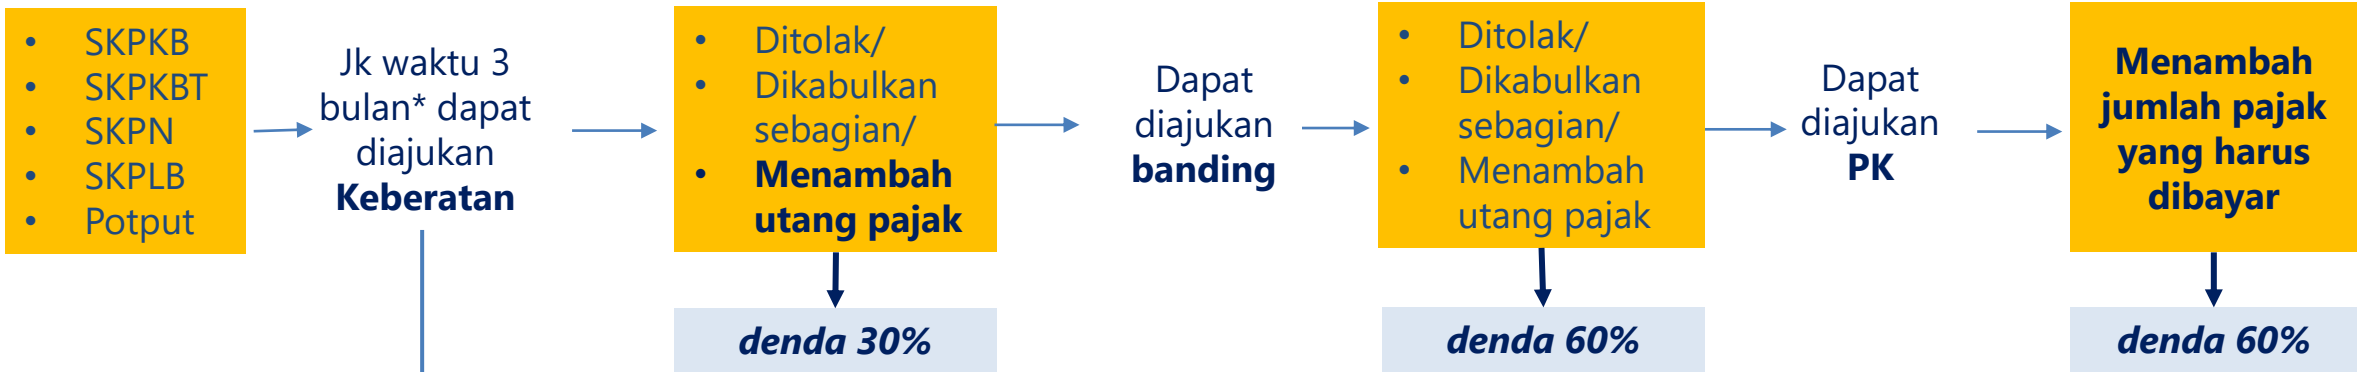 • SKPKB
• SKPKBT
• SKPN
• SKPLB
• Potput
Jk waktu 3
bulan* dapat
diajukan
Keberatan
• Ditolak/
• Dikabulkan
sebagian/
• Menambah
utang pajak
denda 30%
Dapat
diajukan
banding
• Ditolak/
• Dikabulkan
sebagian/
• Menambah
utang pajak
denda 60%
Dapat
diajukan
PK
Menambah
jumlah pajak
yang harus
dibayar
denda 60%